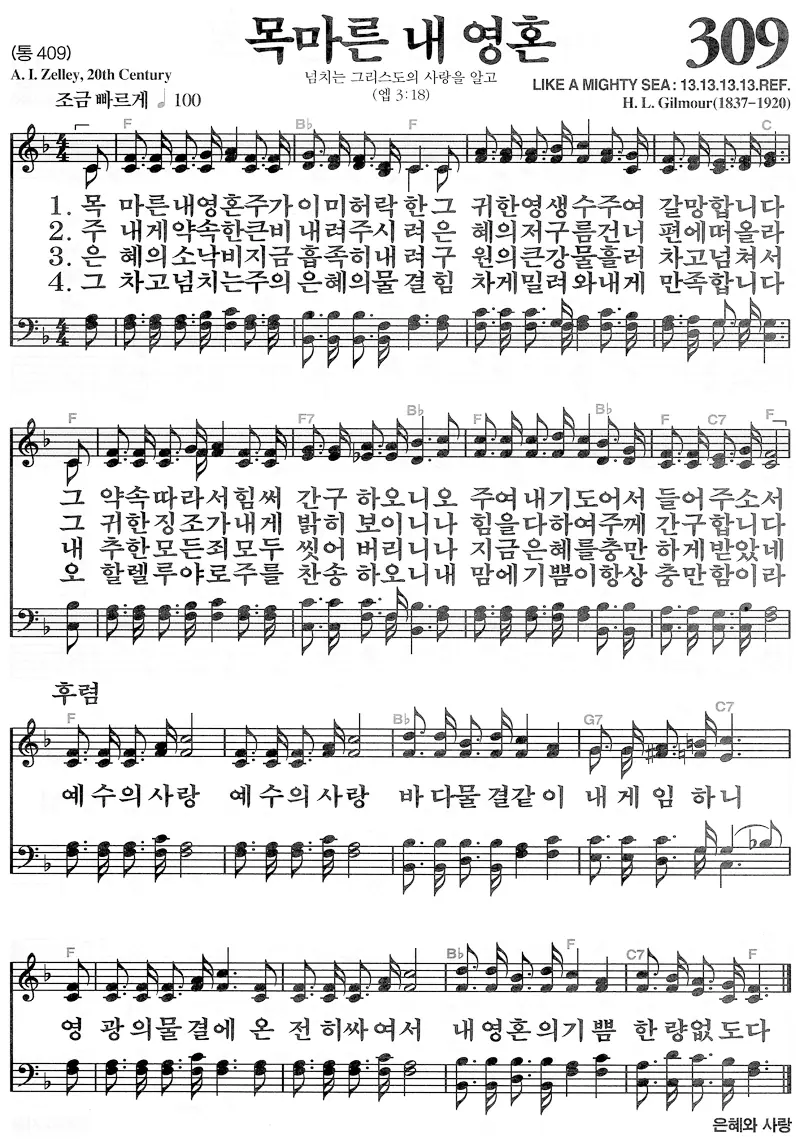 목마른 내 영혼
309
(통 409)
A. I. Zelley, 20th Century
넘치는 그리스도의 사랑을 알고
(엡 3:18)
LIKE A MIGHTY SEA: 13.13.13.13.REF.
H. L. Gilmour(1837-1920)
조금 빠르게 ♩ 100
F B♭ F C
4/4
1. 목 마른 내 영혼 주가 이미 허락 한 그 귀한 영생수 주여 갈망합니다
2. 주 내게 약속한 큰비 내려 주시려 은 혜의 저 구름 건너 편에 떠올라
3. 은 혜의 소낙비 지금 흡족히 내려 구 원의 큰 강물 흘러 차고 넘쳐서
4. 그 차고 넘치는 주의 은혜의 물결 힘 차게 밀려와 내게 만족합니다
4/4
F F7 B♭ F B♭ F C7 F
그 약속 따라서 힘써 간구 하오니 오 주여 내 기도 어서 들어주소서
그 귀한 징조가 내게 밝히 보이니 나 힘을 다하여 주께 간구합니다
내 추한 모든 죄 모두 씻어 버리니 나 지금 은혜를 충만 하게 받았네
오 할렐루야로 주를 찬송 하오니 내 맘에 기쁨이 항상 충만함이라
후렴
F B♭ G7 C7
예수의 사랑 예수의 사랑 바다 물결같이 내게 임하니
F B♭ F C7 F
영광의 물결에 온전히 싸여서 내 영혼의 기쁨 한량없도다
은혜와 사랑